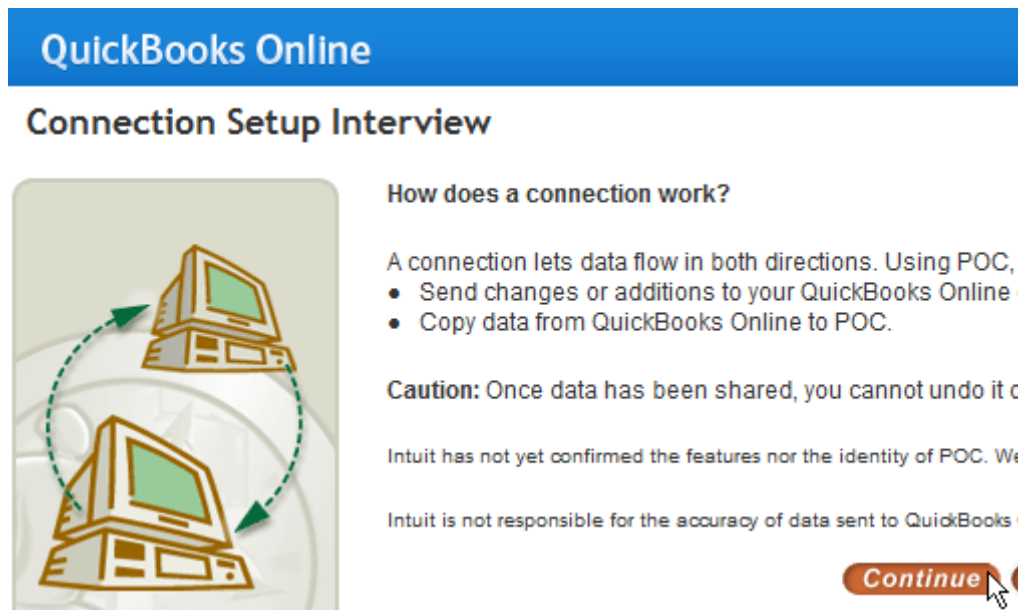 QuickBooks Online
Connection Setup Interview
How does a connection work?
A connection lets data flow in both directions. Using POC,
● Send changes or additions to your QuickBooks Online
● Copy data from QuickBooks Online to POC.
Caution: Once data has been shared, you cannot undo it
Intuit has not yet confirmed the features nor the identity of POC. We
Intuit is not responsible for the accuracy of data sent to QuickBooks
Continue